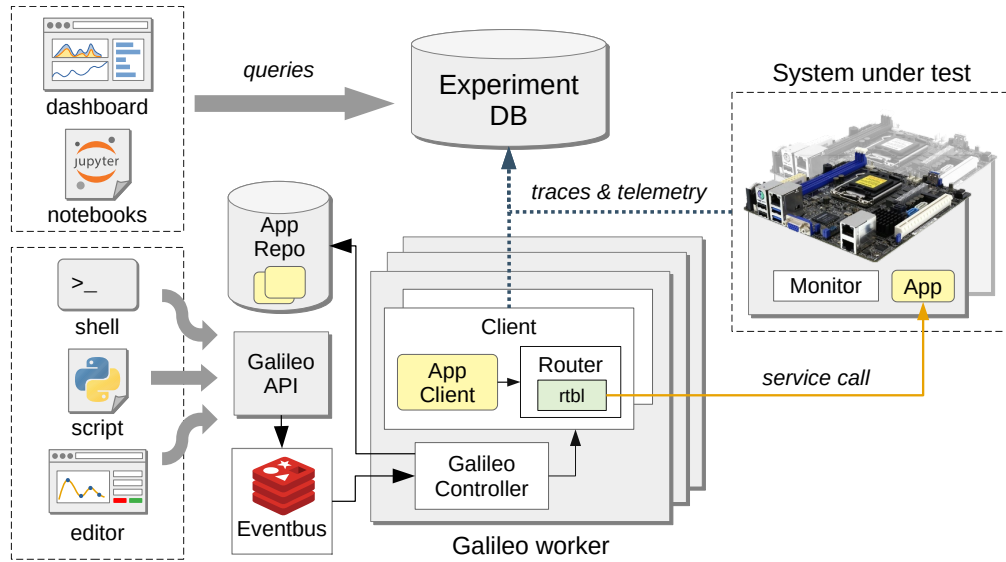 dashboard
jupyter
notebooks
queries
Experiment
DB
System under test
traces & telemetry
Monitor
App
App
Repo
>_
shell
script
editor
Galileo
API
Eventbus
Client
App
Client
Router
rtbl
service call
Galileo
Controller
Galileo worker